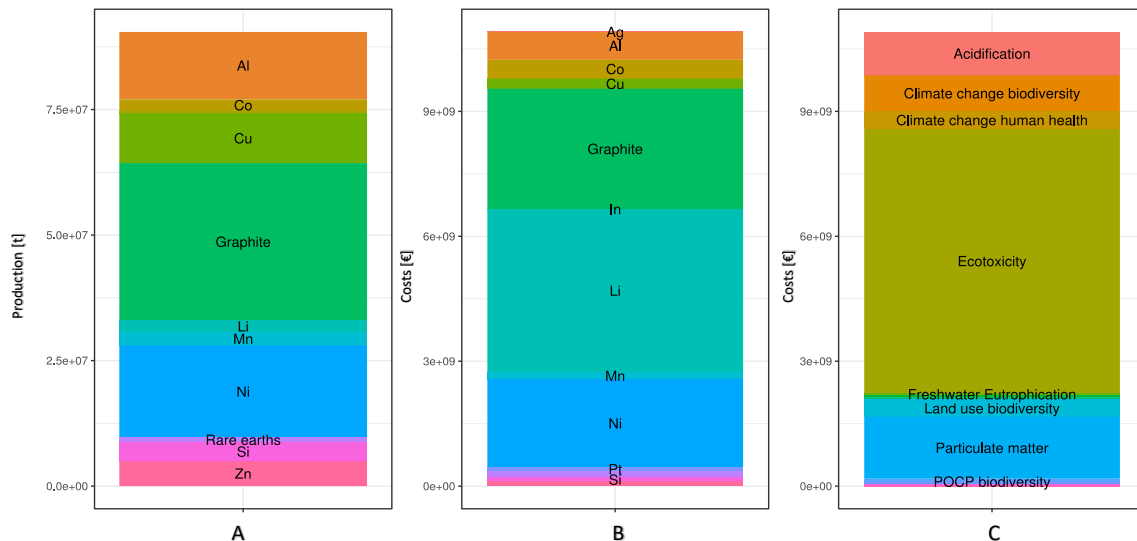 Production [t]
7.5e+07
5.0e+07
2.5e+07
0.0e+00
Al
Co
Cu
Graphite
Li
Mn
Ni
Rare earths
Si
Zn
A
Costs [€]
9e+09
6e+09
3e+09
0e+00
Ag
Al
Co
Cu
Graphite
In
Li
Mn
Ni
Pt
Si
B
Costs [€]
9e+09
6e+09
3e+09
0e+00
Acidification
Climate change biodiversity
Climate change human health
Ecotoxicity
Freshwater Eutrophication
Land use biodiversity
Particulate matter
POCP biodiversity
C